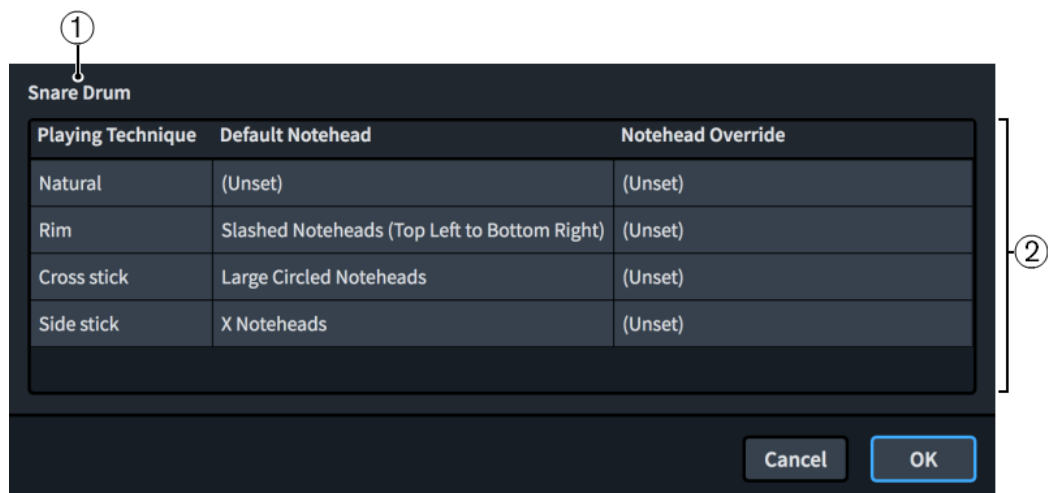 1
Snare Drum
Playing Technique Default Notehead Notehead Override
Natural (Unset) (Unset)
Rim Slashed Noteheads (Top Left to Bottom Right) (Unset)
Cross stick Large Circled Noteheads (Unset)
Side stick X Noteheads (Unset)
2
Cancel OK